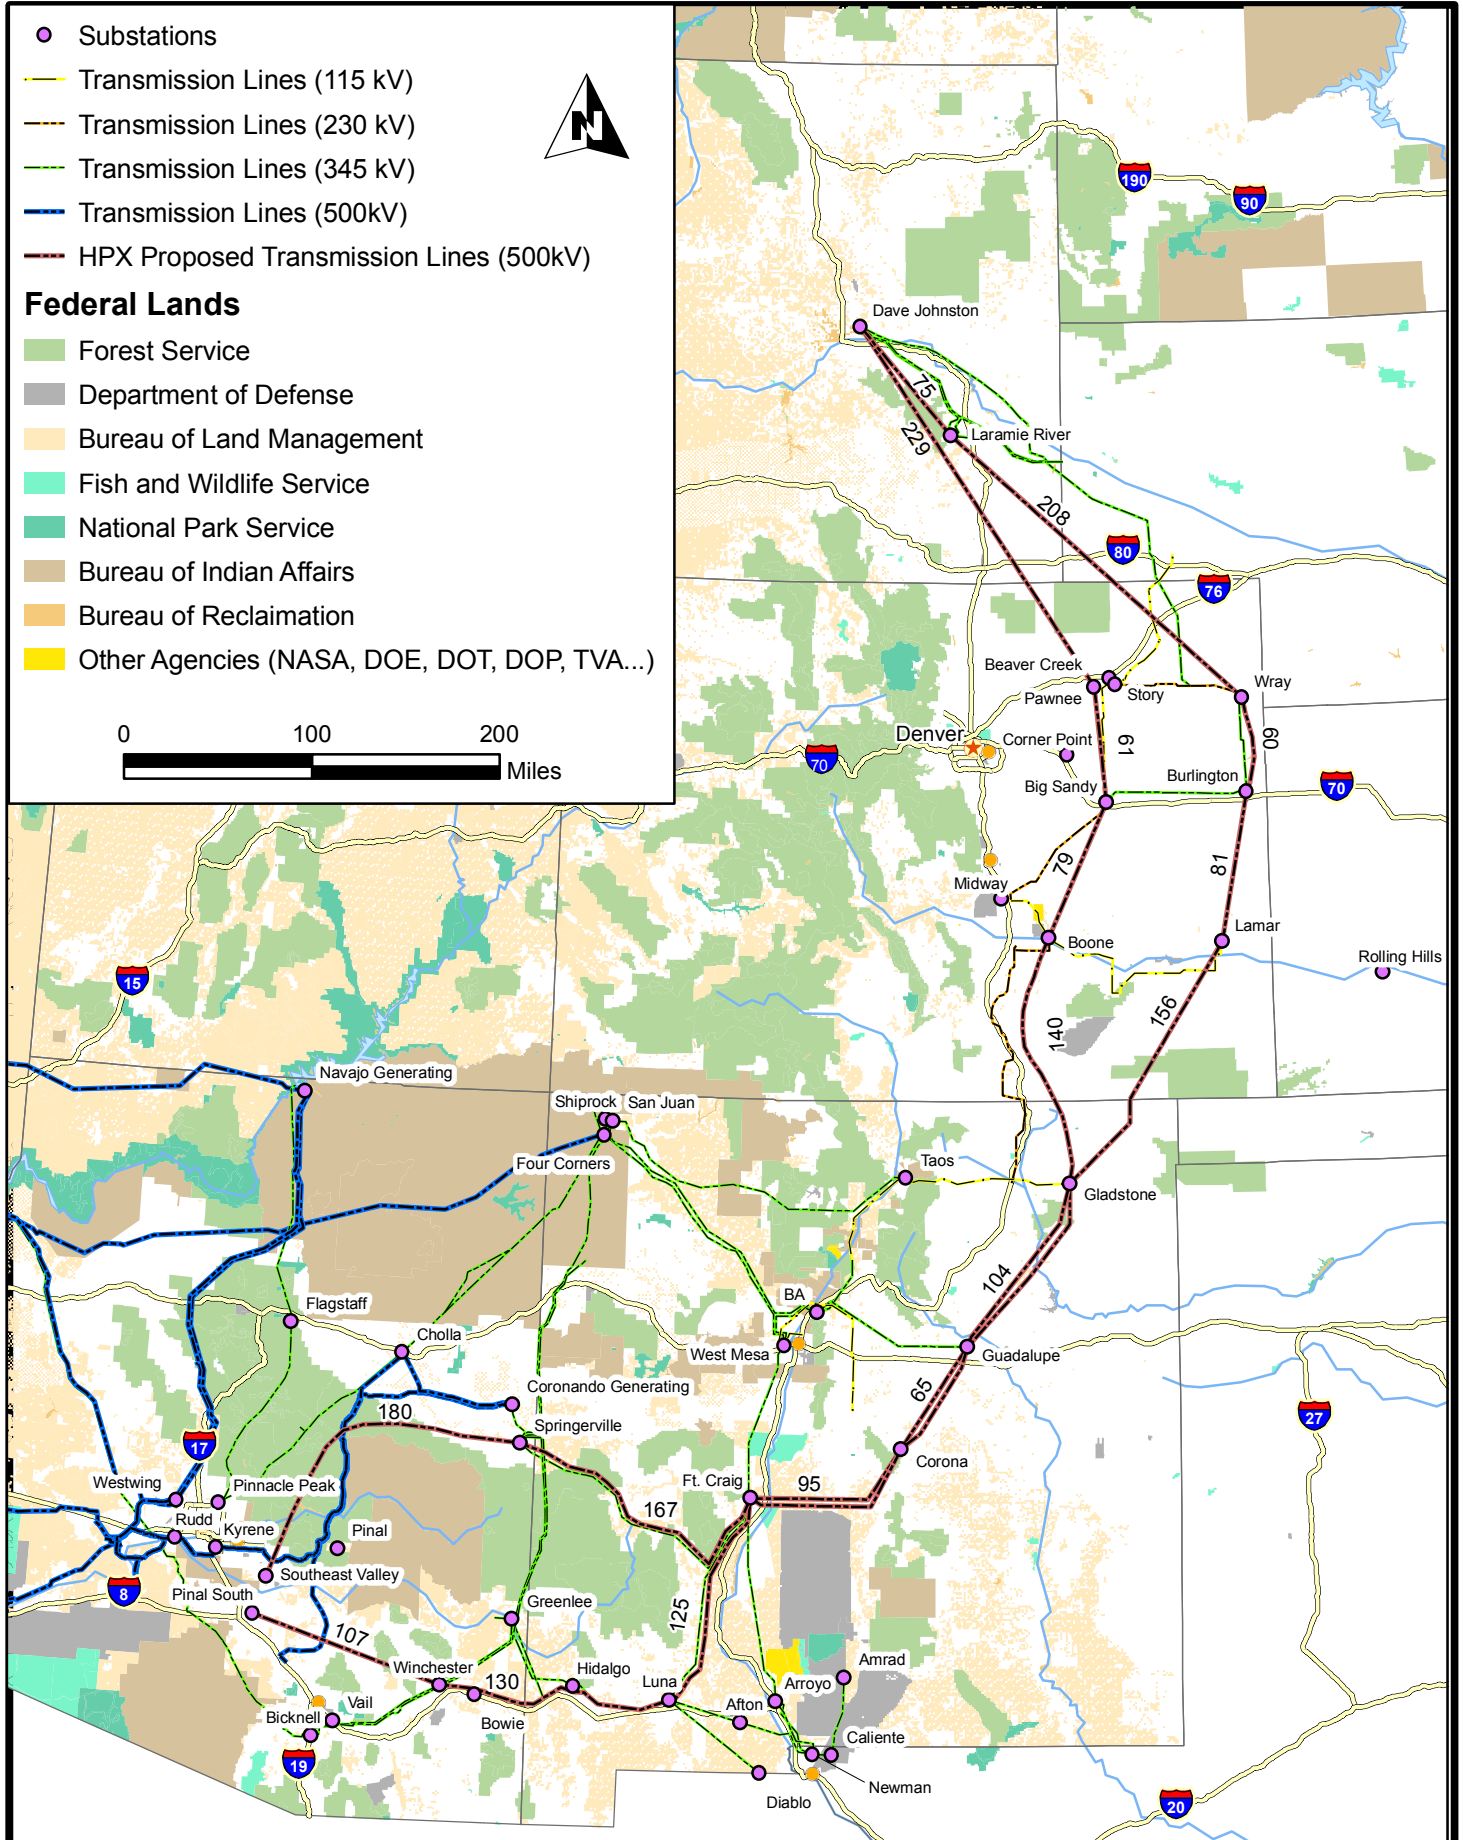 Substations
Transmission Lines (115 kV)
Transmission Lines (230 kV)
Transmission Lines (345 kV)
Transmission Lines (500kV)
HPX Proposed Transmission Lines (500kV)
N
Federal Lands
Forest Service
Department of Defense
Bureau of Land Management
Fish and Wildlife Service
National Park Service
Bureau of Indian Affairs
Bureau of Reclamation
Other Agencies (NASA, DOE, DOT, DOP, TVA...)
0 100 200
Miles
190
90
Dave Johnston
75
229
Laramie River
208
80
76
Beaver Creek
Pawnee
Story
Wray
Denver
Corner Point
61
60
70
Big Sandy
Burlington
70
79
81
Midway
Boone
Lamar
Rolling Hills
15
140
156
Navajo Generating
Shiprock
San Juan
Four Corners
Taos
Gladstone
104
BA
Flagstaff
Cholla
West Mesa
Guadalupe
65
Coronando Generating
180
Springerville
27
17
Corona
Westwing
Pinnacle Peak
Ft. Craig
95
167
Rudd
Kyrene
Pinal
Southeast Valley
8
Pinal South
Greenlee
125
107
Winchester
130
Hidalgo
Luna
Amrad
Arroyo
Vail
Bicknell
Bowie
Afton
Caliente
19
Newman
Diablo
20